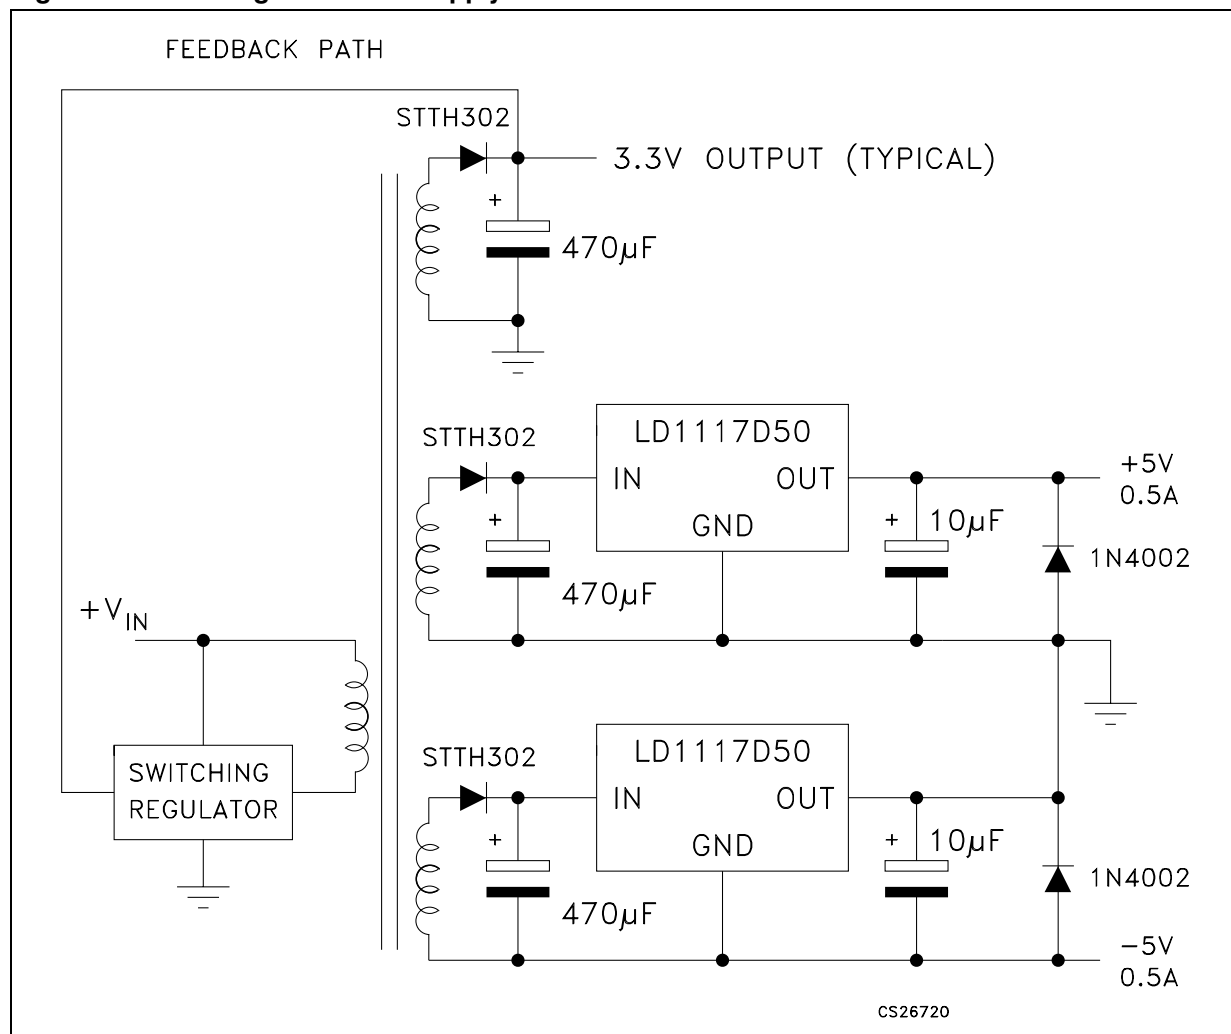 FEEDBACK PATH
STTH302
3.3V OUTPUT (TYPICAL)
+
470µF
STTH302
LD1117D50
IN
OUT
GND
+
470µF
+
10µF
+5V
0.5A
1N4002
+VIN
SWITCHING
REGULATOR
STTH302
LD1117D50
IN
OUT
GND
+
470µF
+
10µF
1N4002
-5V
0.5A
CS26720